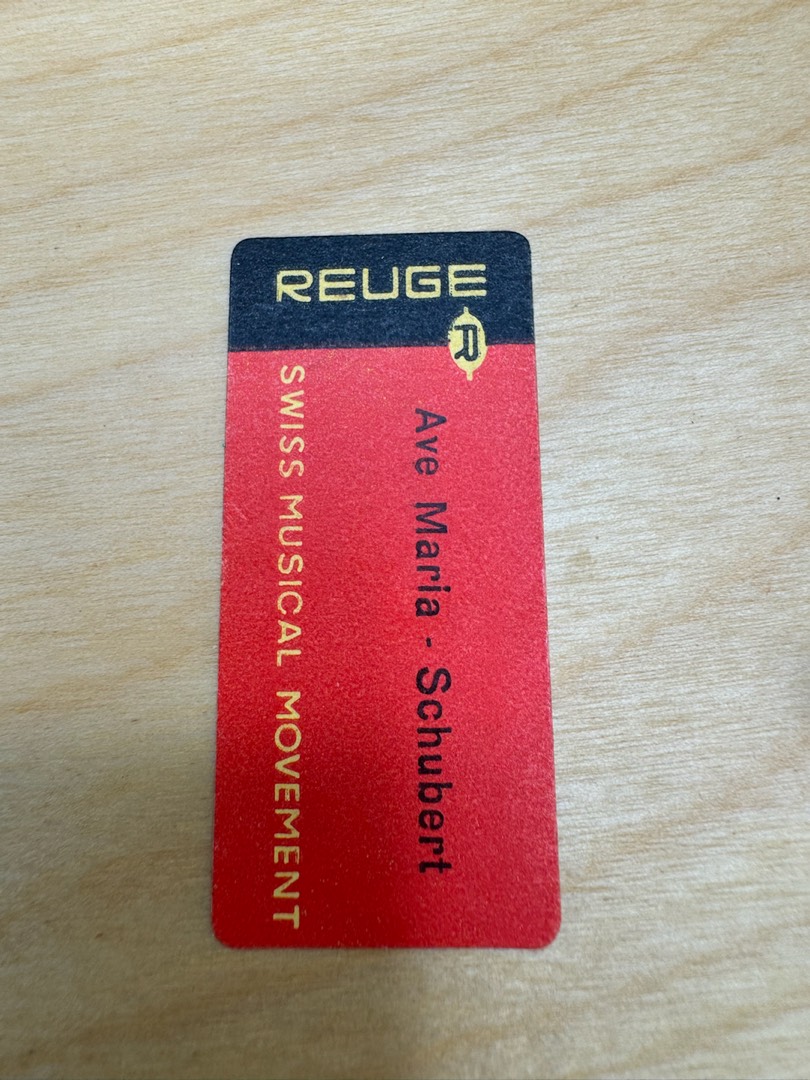 REUGE
R
Ave Maria - Schubert
SWISS MUSICAL MOVEMENT